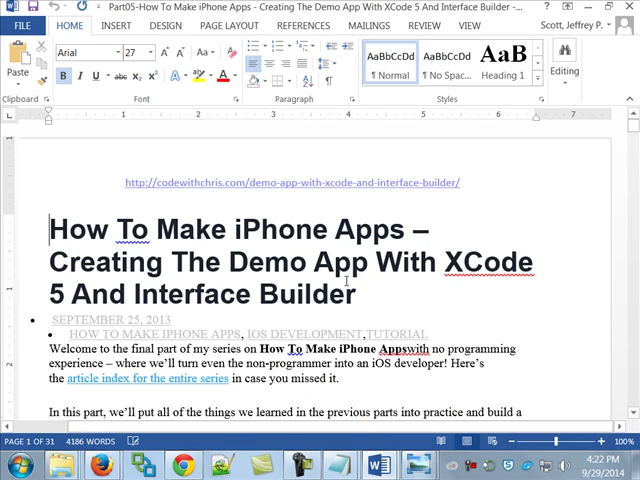 Part05-How To Make iPhone Apps - Creating The Demo App With XCode 5 And Interface Builder -...
FILE HOME INSERT DESIGN PAGE LAYOUT REFERENCES MAILINGS REVIEW VIEW Scott, Jeffrey P.
Arial 27
Paste
AaBbCcDd AaBbCcDd AaB
¶ Normal ¶ No Spac... Heading 1
Editing
Clipboard Font Paragraph Styles
1 2 3 4 5 6 7
http://codewithchris.com/demo-app-with-xcode-and-interface-builder/
How To Make iPhone Apps –
Creating The Demo App With XCode
5 And Interface Builder
SEPTEMBER 25, 2013
HOW TO MAKE IPHONE APPS, IOS DEVELOPMENT,TUTORIAL
Welcome to the final part of my series on How To Make iPhone Appswith no programming
experience – where we’ll turn even the non-programmer into an iOS developer! Here’s
the article index for the entire series in case you missed it.
In this part, we’ll put all of the things we learned in the previous parts into practice and build a
PAGE 1 OF 31 4186 WORDS 100%
4:22 PM
9/29/2014